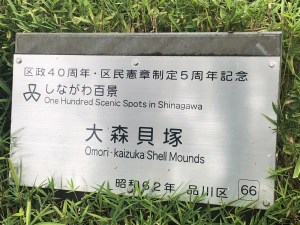 区政40周年・区民憲章制定5周年記念
しながわ百景
One Hundred Scenic Spots in Shinagawa
大森貝塚
Omori-kaizuka Shell Mounds
昭和62年 品川区 66